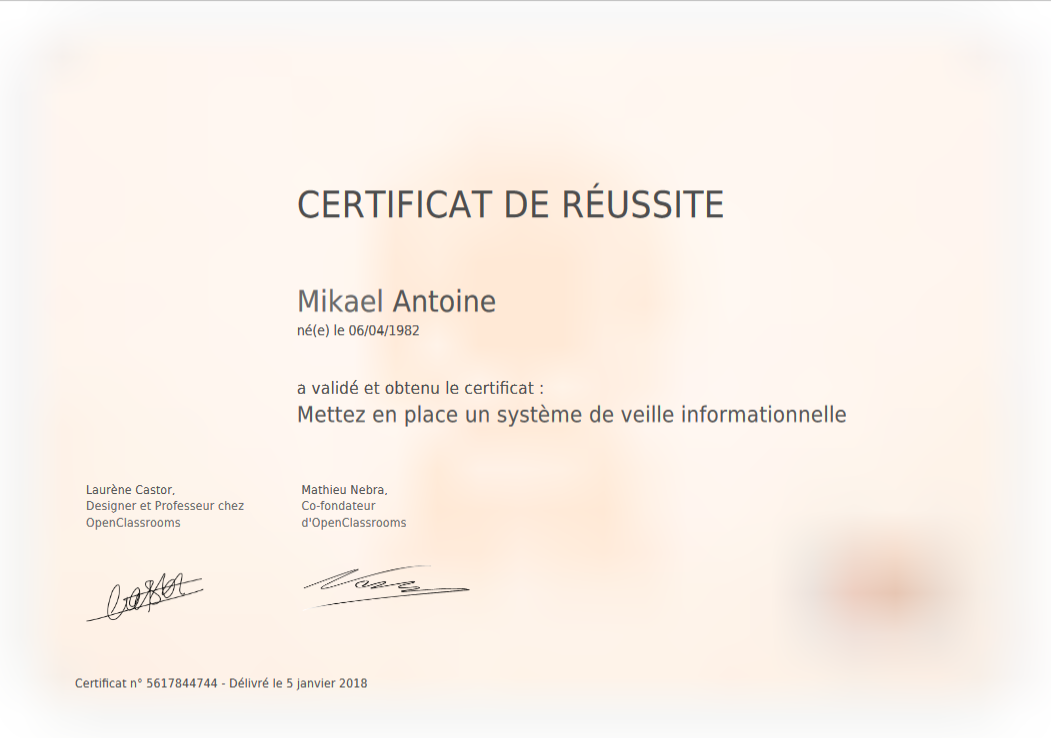 CERTIFICAT DE RÉUSSITE
Mikael Antoine
né(e) le 06/04/1982
a validé et obtenu le certificat :
Mettez en place un système de veille informationnelle
Laurène Castor,
Designer et Professeur chez
OpenClassrooms
Mathieu Nebra,
Co-fondateur
d'OpenClassrooms
Certificat n° 5617844744 - Délivré le 5 janvier 2018